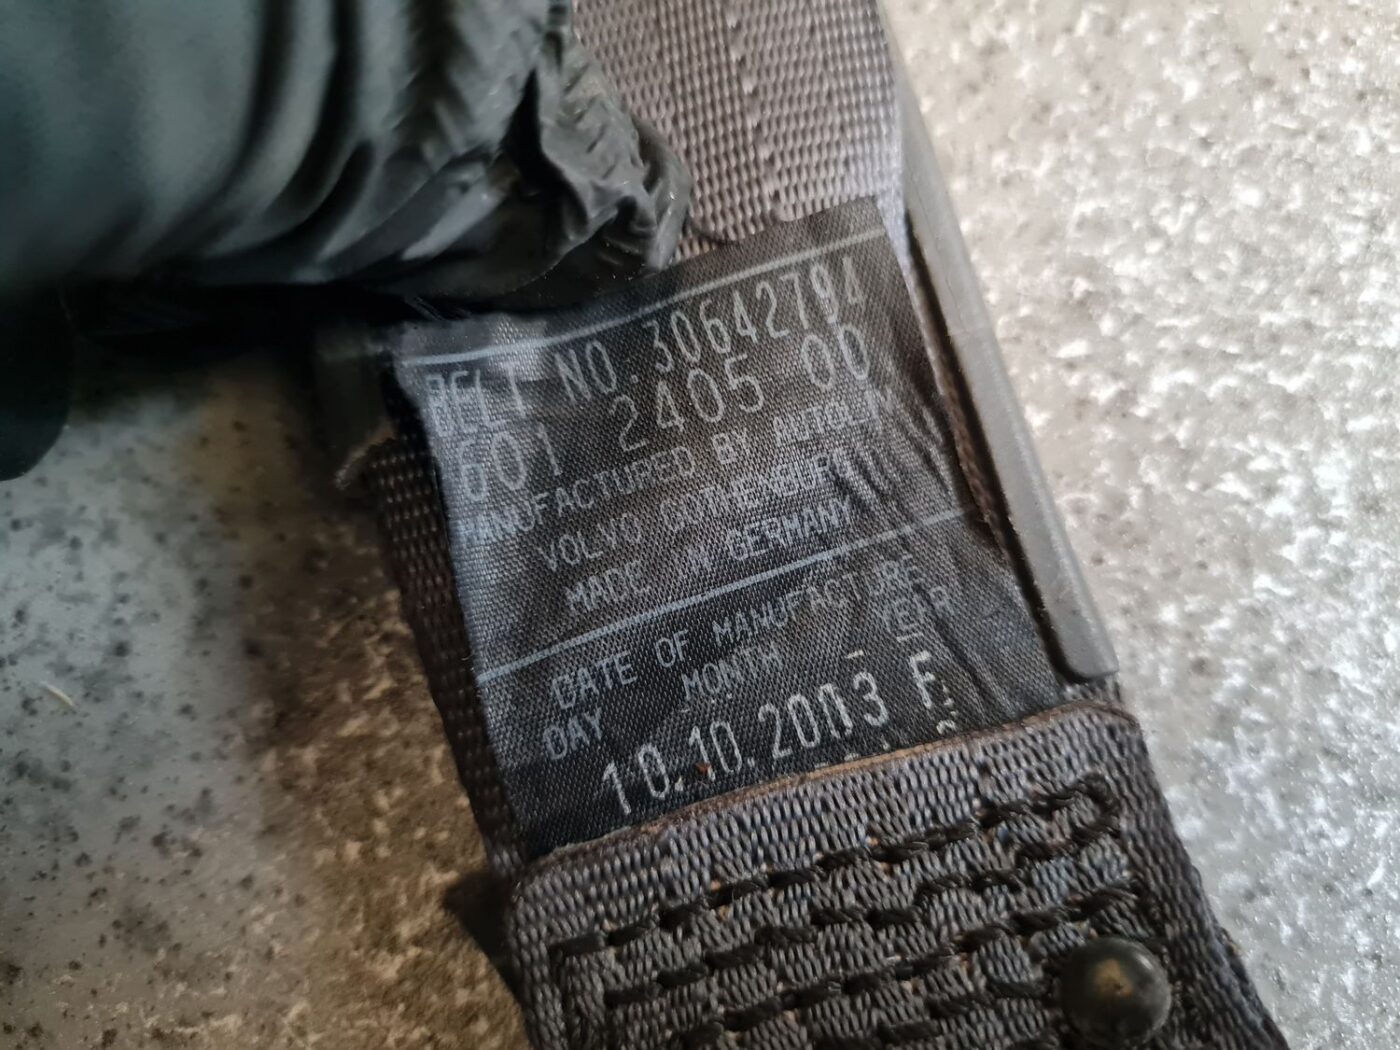 BELT NO. 30642794
601 2405 00
MANUFACTURED BY AUTOLIV
VOLVO GOTHENBURG
MADE IN GERMANY
DATE OF MANUFACTURE
DAY MONTH YEAR
10.10.2003 F